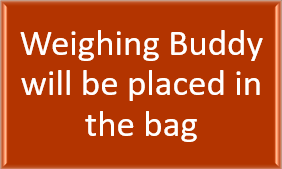 Weighing Buddy
will be placed in
the bag